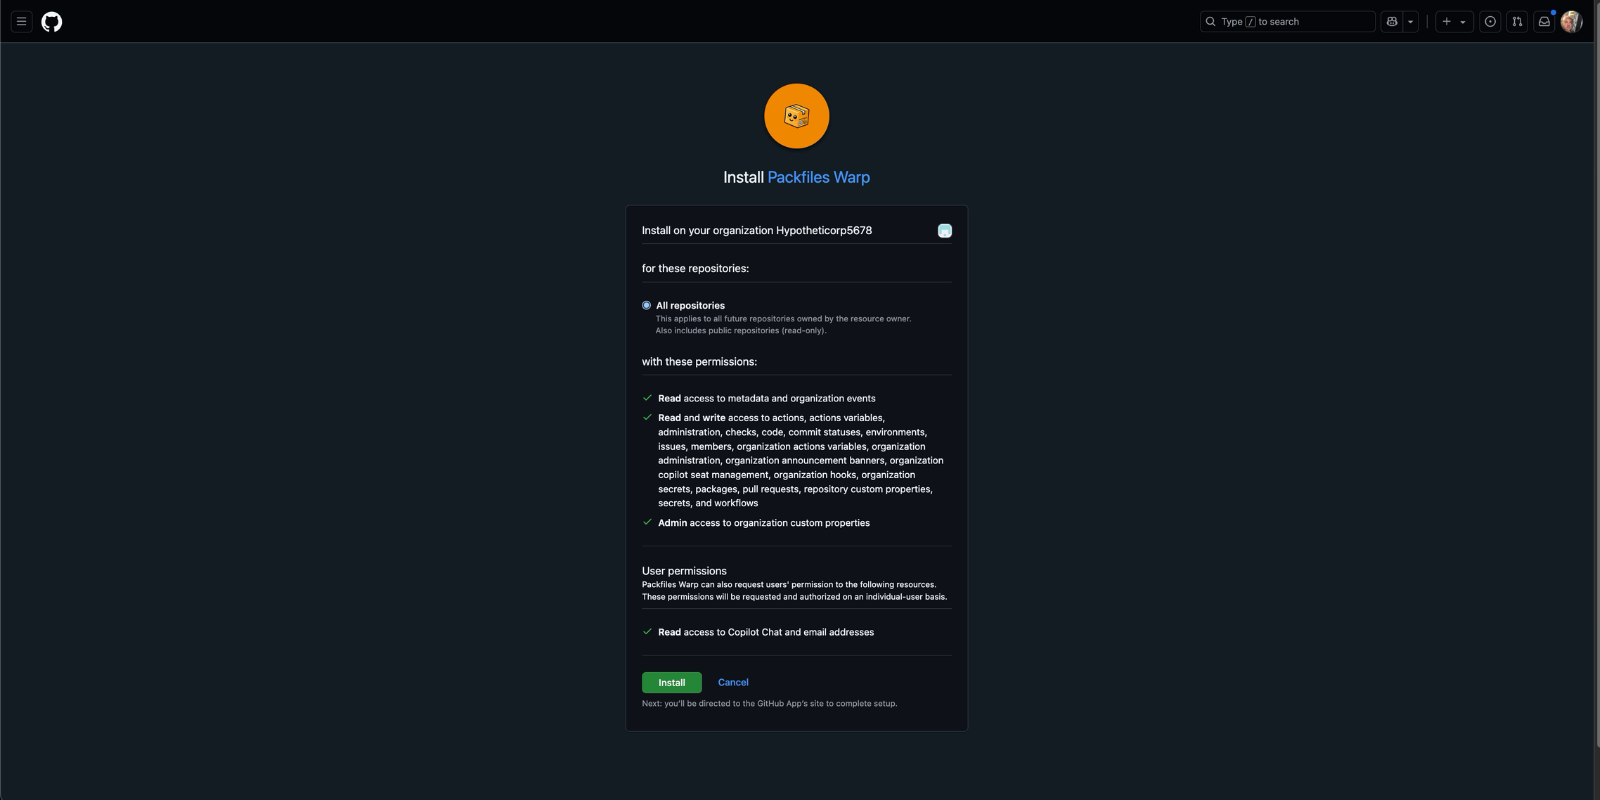 Type / to search
Install Packfiles Warp
Install on your organization Hypotheticorp5678
for these repositories:
All repositories
This applies to all future repositories owned by the resource owner.
Also includes public repositories (read-only).
with these permissions:
Read access to metadata and organization events
Read and write access to actions, actions variables,
administration, checks, code, commit statuses, environments,
issues, members, organization actions variables, organization
administration, organization announcement banners, organization
copilot seat management, organization hooks, organization
secrets, packages, pull requests, repository custom properties,
secrets, and workflows
Admin access to organization custom properties
User permissions
Packfiles Warp can also request users' permission to the following resources.
These permissions will be requested and authorized on an individual-user basis.
Read access to Copilot Chat and email addresses
Install Cancel
Next: you'll be directed to the GitHub App's site to complete setup.